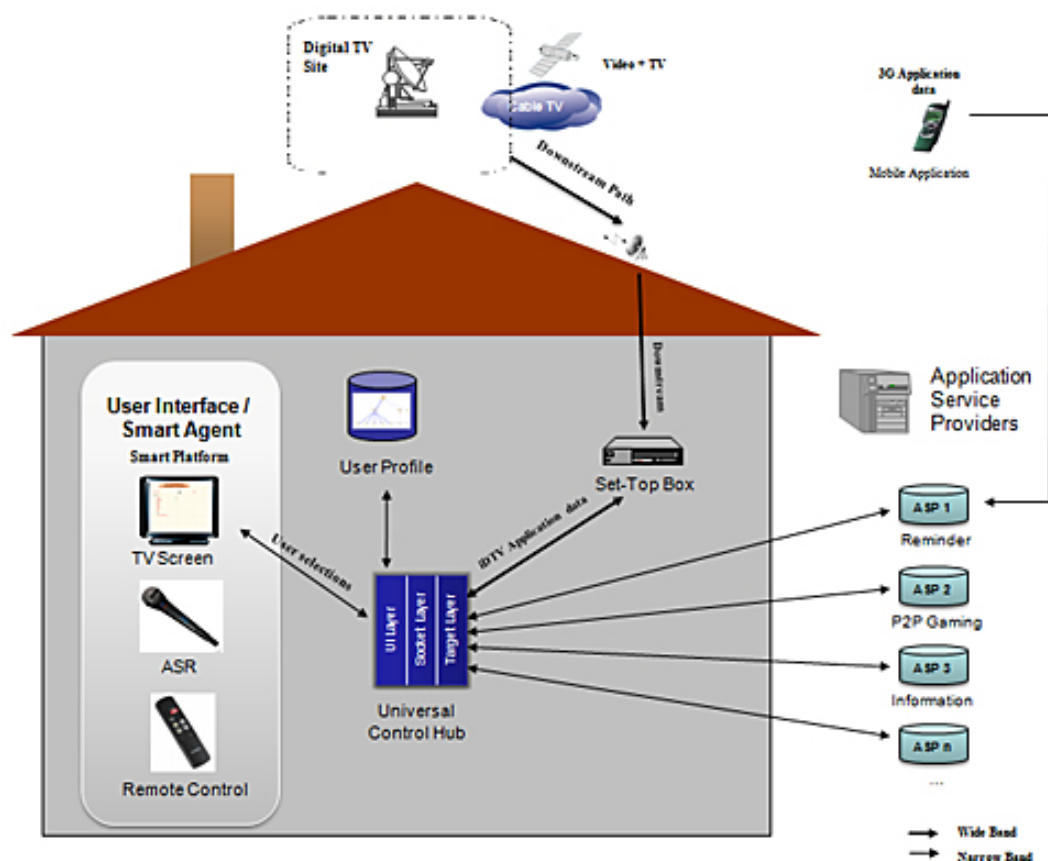 Digital TV
Site
Video + TV
Cable TV
3G Application
data
Mobile Application
Downstream Path
Downstream
User Interface /
Smart Agent
Smart Platform
TV Screen
ASR
Remote Control
User Profile
Set-Top Box
User selections
iDTV Application data
UI Layer
Socket Layer
Target Layer
Universal
Control Hub
Application
Service
Providers
ASP 1
Reminder
ASP 2
P2P Gaming
ASP 3
Information
ASP n
...
Wide Band
Narrow Band